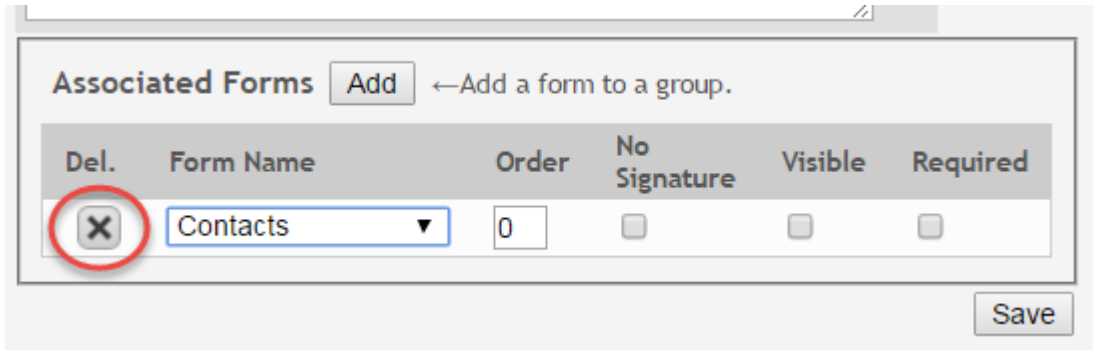 Associated Forms Add ←Add a form to a group.
Del. Form Name Order No Signature Visible Required
Contacts 0
Save